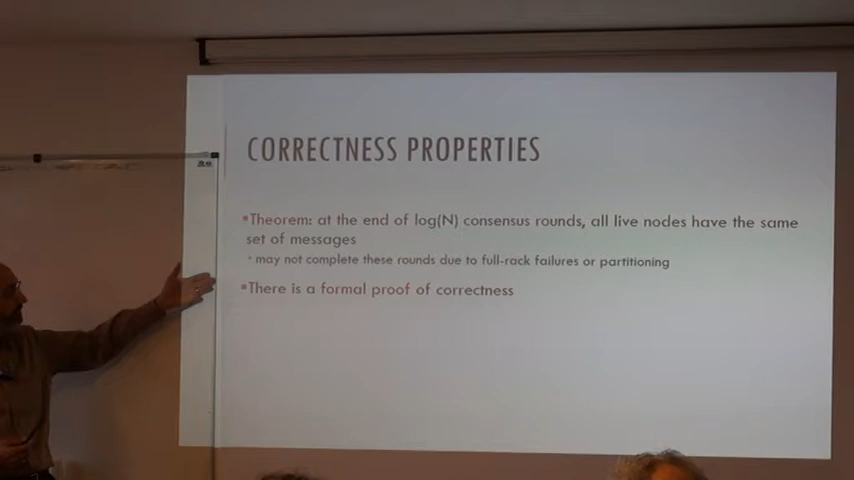 CORRECTNESS PROPERTIES
▪Theorem: at the end of log(N) consensus rounds, all live nodes have the same
set of messages
▪ may not complete these rounds due to full-rack failures or partitioning
▪There is a formal proof of correctness